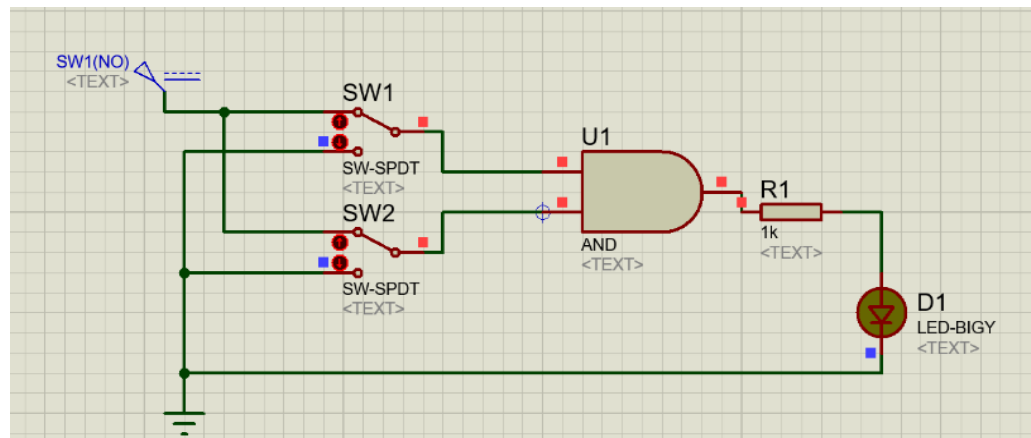 SW1(NO)
<TEXT>
SW1
SW-SPDT
<TEXT>
SW2
SW-SPDT
<TEXT>
U1
AND
<TEXT>
R1
1k
<TEXT>
D1
LED-BIGY
<TEXT>